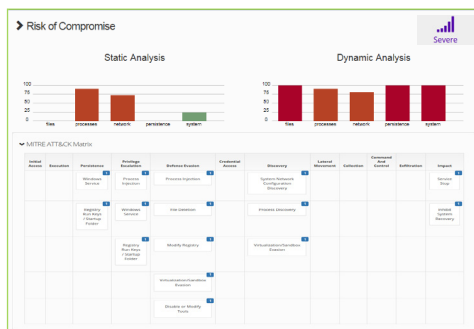 Risk of Compromise
Severe
Static Analysis
Dynamic Analysis
100
75
50
25
0
files processes network persistence system
100
75
50
25
0
files processes network persistence system
MITRE ATT&CK Matrix
Initial Access Execution Persistence Privilege Escalation Defense Evasion Credential Access Discovery Lateral Movement Collection Command And Control Exfiltration Impact
Windows Service
Process Injection
Process Injection
System Network Configuration Discovery
Service Stop
Registry Run Keys / Startup Folder
Windows Service
File Deletion
Process Discovery
System Recovery
Registry Run Keys / Startup Folder
Modify Registry
Virtualization/Sandbox Evasion
Virtualization/Sandbox Evasion
Disable or Modify Tools